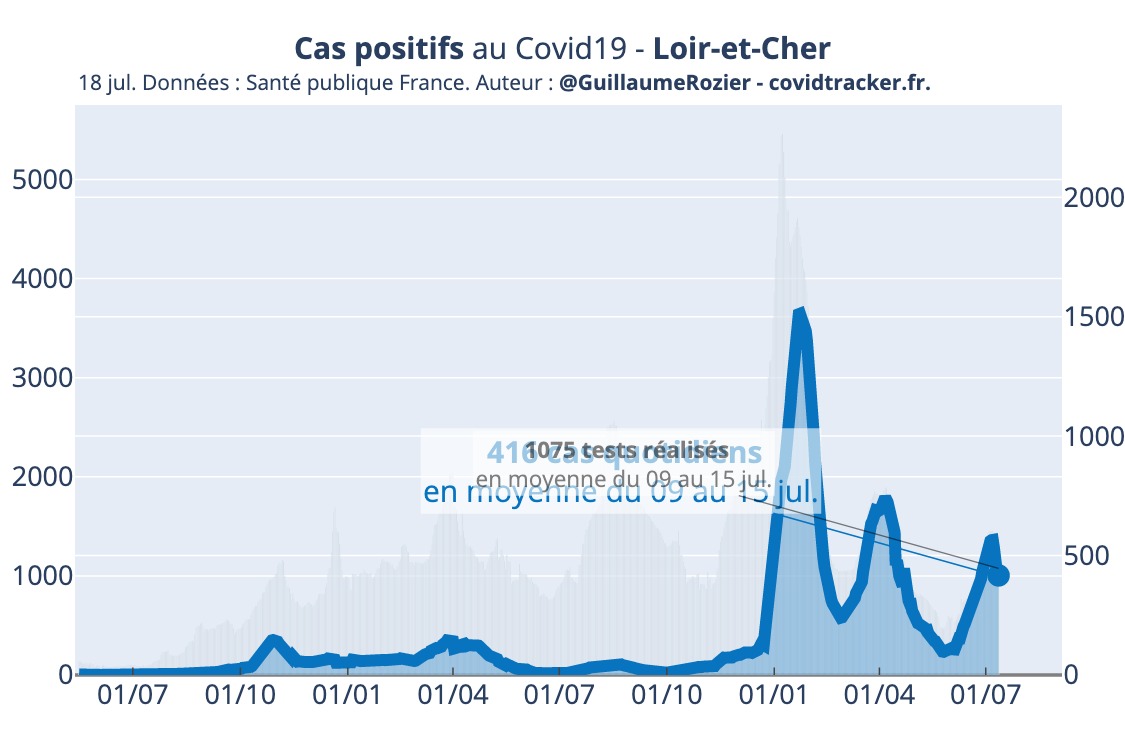 Cas positifs au Covid19 - Loir-et-Cher
18 jul. Données : Santé publique France. Auteur : @GuillaumeRozier - covidtracker.fr.
5000
4000
3000
2000
1000
0
2000
1500
1000
500
0
416 cas quotidiens
en moyenne du 09 au 15 jul.
1075 tests réalisés
en moyenne du 09 au 15 jul.
01/07 01/10 01/01 01/04 01/07 01/10 01/01 01/04 01/07